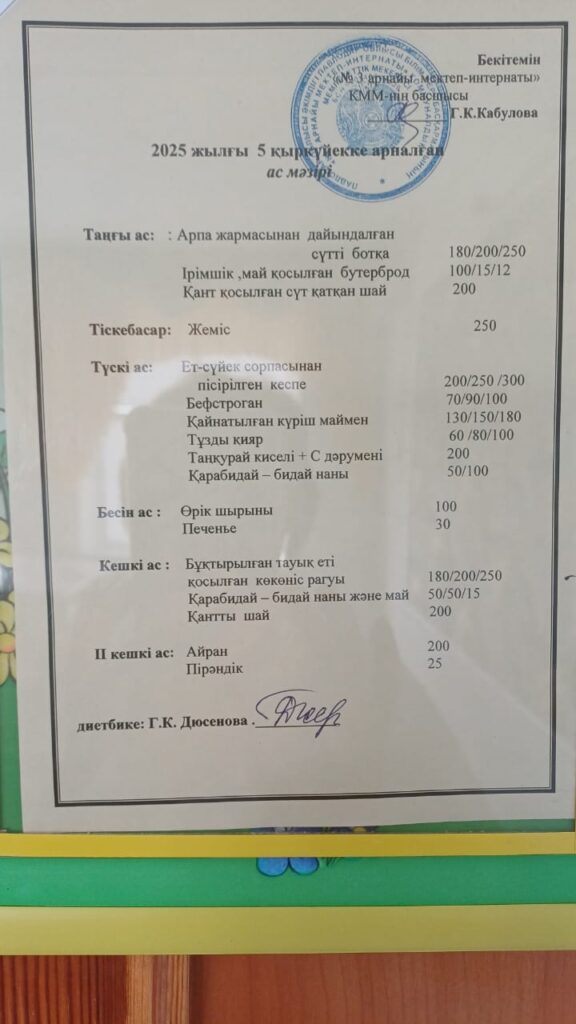 Бекітемін
«№ 3 арнайы мектеп-интернаты»
КММ-нің басшысы
Г.К.Кабулова
2025 жылғы 5 қыркүйекке арналған
ас мәзірі
Таңғы ас: : Арпа жармасынан дайындалған
сүтті ботқа 180/200/250
Ірімшік ,май қосылған бутерброд 100/15/12
Қант қосылған сүт қатқан шай 200
Тіскебасар: Жеміс 250
Түскі ас: Ет-сүйек сорпасынан
пісірілген кеспе 200/250 /300
Бефстроган 70/90/100
Қайнатылған күріш маймен 130/150/180
Тұзды қияр 60 /80/100
Таңқурай киселі + С дәрумені 200
Қарабидай – бидай наны 50/100
Бесін ас : Өрік шырыны 100
Печенье 30
Кешкі ас : Бұқтырылған тауық еті
қосылған көкөніс рагуы 180/200/250
Қарабидай – бидай наны және май 50/50/15
Қантты шай 200
II кешкі ас: Айран 200
Пірәндік 25
диетбике: Г.К. Дюсенова .